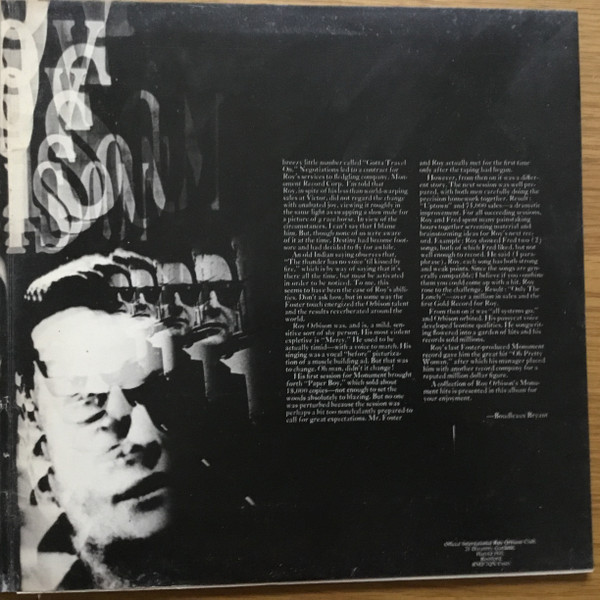 breezy little number called "Gotta Travel
On." Negotiations led to a contract for
Roy's services to fledgling company, Mon-
ument Record Corp. I'm told that
Roy, in spite of his less than world-warping
sales at Victor, did not regard the change
with unabated joy, viewing it roughly in
the same light as swapping a slow mule for
a picture of a race horse. In view of the
circumstances, I can't say that I blame
him. But, though none of us were aware
of it at the time, Destiny had become foot-
sore and had decided to fly for awhile.
An old Indian saying observes that,
"The thunder has no voice 'til kissed by
fire," which is by way of saying that it's
there all the time, but must be activated
in order to be noticed. To me, this
seems to have been the case of Roy's abili-
ties. Don't ask how, but in some way the
Foster touch energized the Orbison talent
and the results reverberated around the
world.
Roy Orbison was, and is, a mild, sen-
sitive sort of shy person. His most violent
expletive is "Mercy." He used to be
actually timid—with a voice to match. His
singing was a vocal "before" picturiza-
tion of a muscle building ad. But that was
to change. Oh man, didn't it change!
His first session for Monument brought
forth "Paper Boy," which sold about
18,000 copies—not enough to set the
woods absolutely to blazing. But no one
was perturbed because the session was
perhaps a bit too nonchalantly prepared to
call for great expectations. Mr. Foster
and Roy actually met for the first time
only after the taping had begun.
However, from then on it was a differ-
ent story. The next session was well pre-
pared, with both men carefully doing the
precision homework together. Result:
"Uptown" and 75,000 sales—a dramatic
improvement. For all succeeding sessions,
Roy and Fred spent many painstaking
hours together screening material and
brainstorming ideas for Roy's next rec-
ord. Example: Roy showed Fred two (2)
songs, both of which Fred liked, but not
well enough to record. He said (I para-
phrase), Roy, each song has both strong
and weak points. Since the songs are gen-
erally compatible, I believe if you combine
them you could come up with a hit. Roy
rose to the challenge. Result: "Only The
Lonely"—over a million in sales and the
first Gold Record for Roy.
From then on it was "all systems go,"
and Orbison orbited. His pussycat voice
developed leonine qualities. His songwrit-
ing flowered into a garden of hits and his
records sold millions.
Roy's last Foster-produced Monument
record gave him the great hit "Oh Pretty
Woman," after which his manager placed
him with another record company for a
reputed million dollar figure.
A collection of Roy Orbison's Monu-
ment hits is presented in this album for
your enjoyment.
—Boudleaux Bryant
Official International Roy Orbison Club,